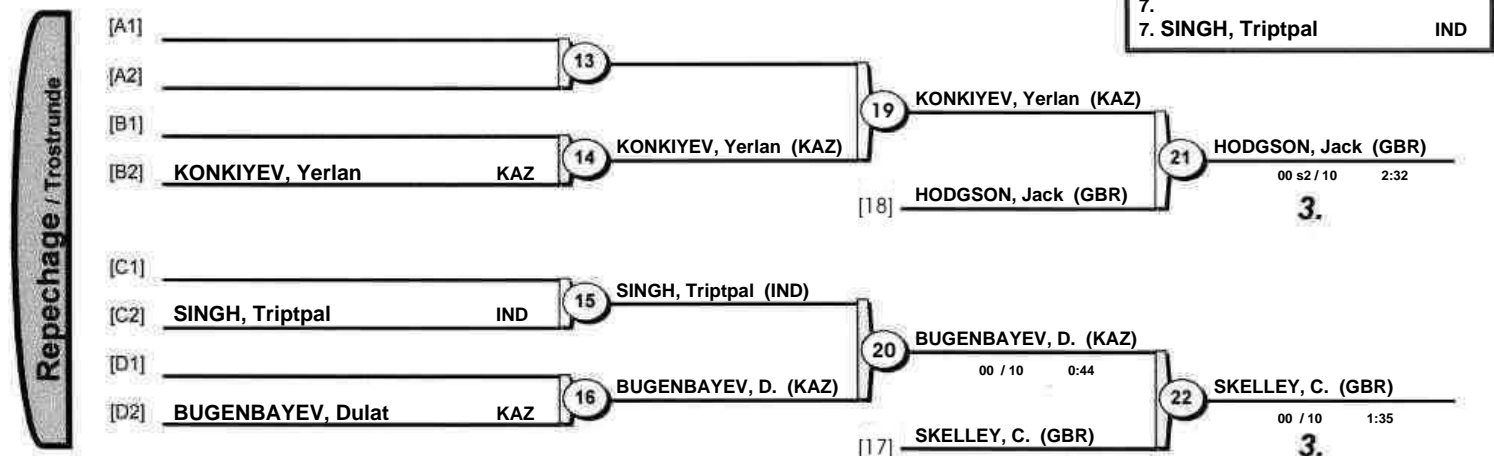 7.
7. SINGH, Triptpal IND
Repechage / Trostrunde
[A1]
13
[A2]
19 KONKIYEV, Yerlan (KAZ)
[B1]
14 KONKIYEV, Yerlan (KAZ)
21 HODGSON, Jack (GBR)
[B2] KONKIYEV, Yerlan KAZ
00 s2 / 10 2:32
[18] HODGSON, Jack (GBR)
3.
[C1]
15 SINGH, Triptpal (IND)
[C2] SINGH, Triptpal IND
20 BUGENBAYEV, D. (KAZ)
[D1]
00 / 10 0:44
16 BUGENBAYEV, D. (KAZ)
22 SKELLEY, C. (GBR)
[D2] BUGENBAYEV, Dulat KAZ
00 / 10 1:35
[17] SKELLEY, C. (GBR)
3.